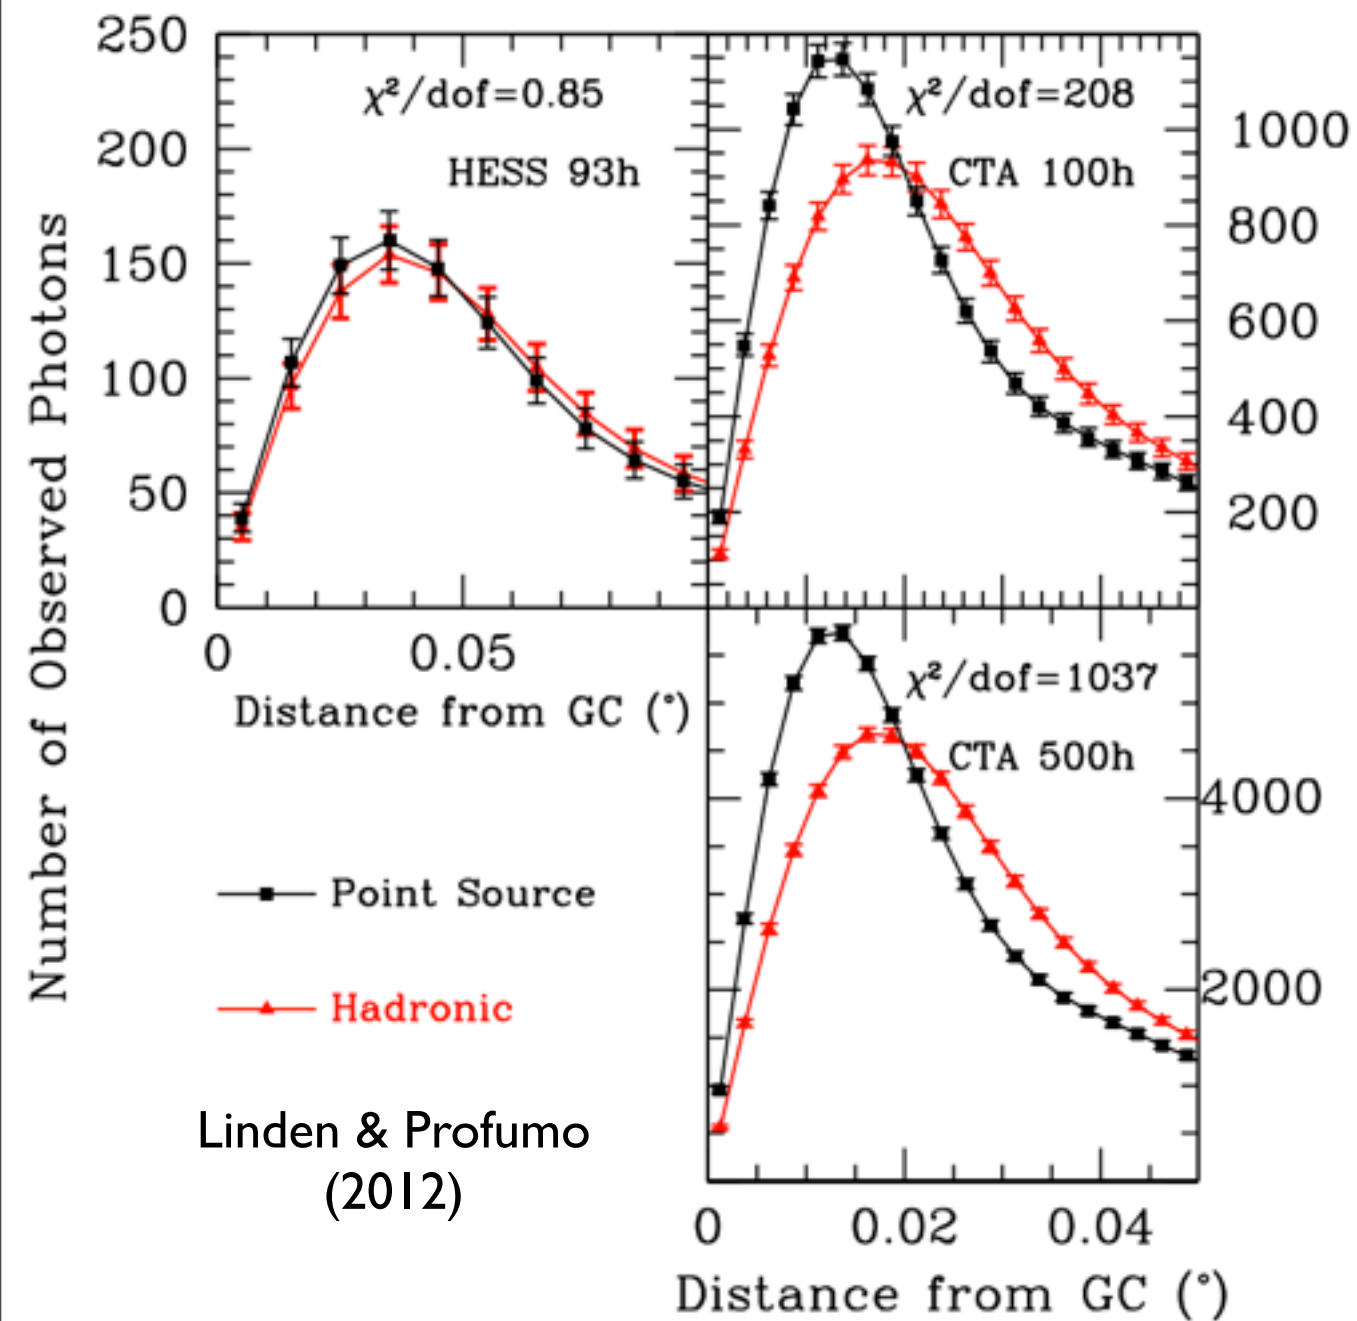 Number of Observed Photons
250
200
150
100
50
0
χ²/dof=0.85
HESS 93h
0 0.05
Distance from GC (°)
χ²/dof=208
CTA 100h
1000
800
600
400
200
χ²/dof=1037
CTA 500h
4000
2000
0 0.02 0.04
Distance from GC (°)
Point Source
Hadronic
Linden & Profumo
(2012)